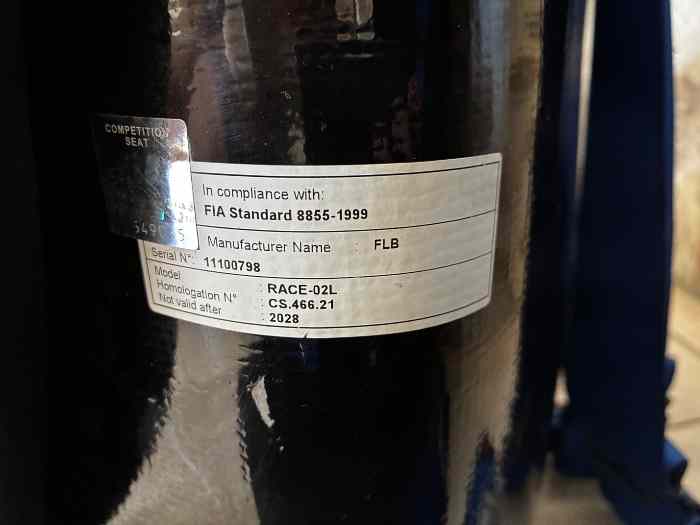 COMPETITION
SEAT
In compliance with:
FIA Standard 8855-1999
Manufacturer Name : FLB
Serial N°: 11100798
Model : RACE-02L
Homologation N° : CS.466.21
Not valid after : 2028